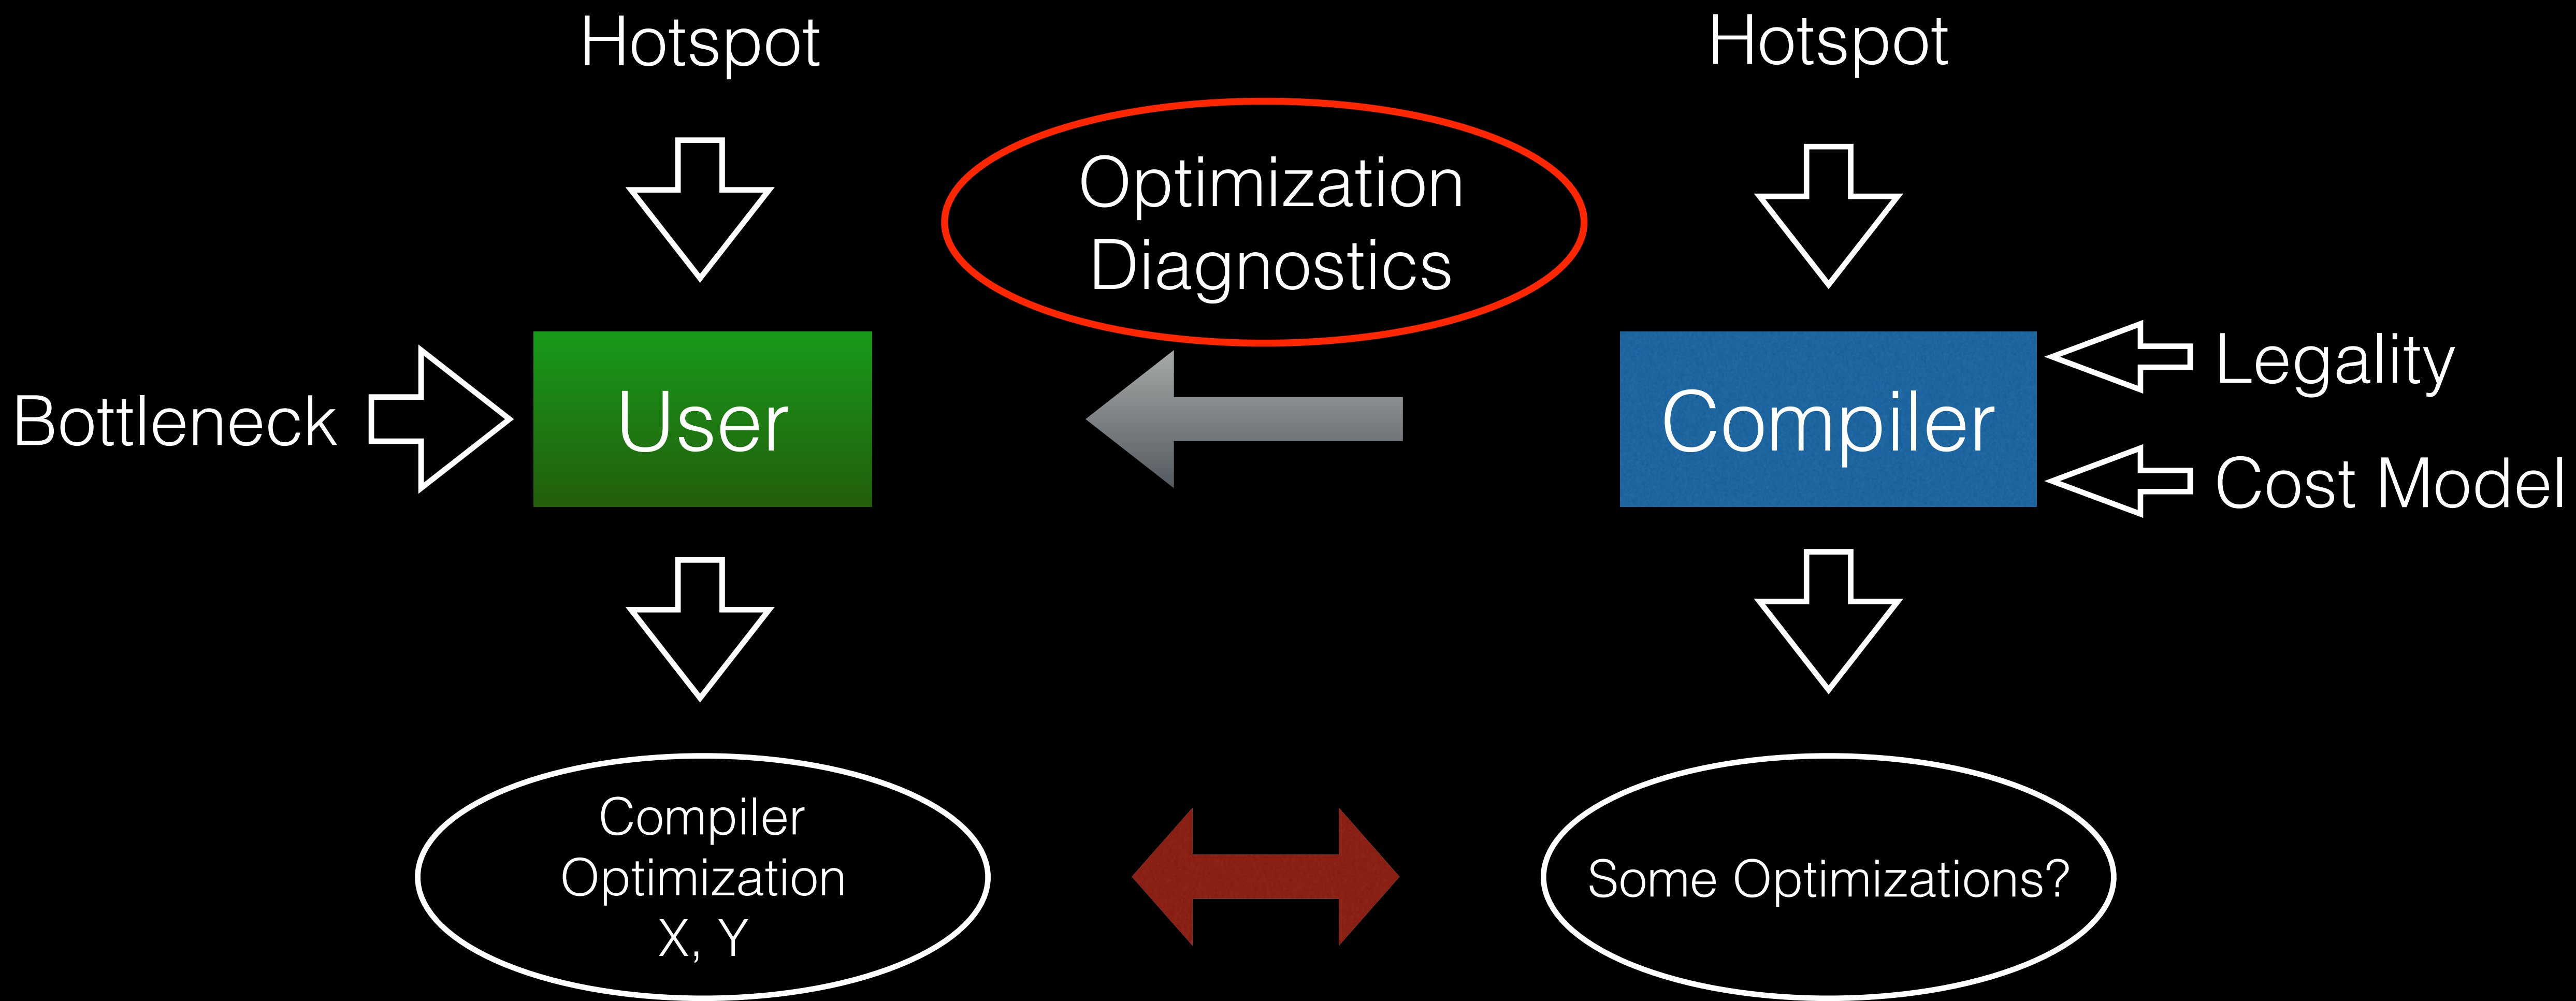 Hotspot
Hotspot
Optimization
Diagnostics
Bottleneck
User
Compiler
Legality
Cost Model
Compiler
Optimization
X, Y
Some Optimizations?